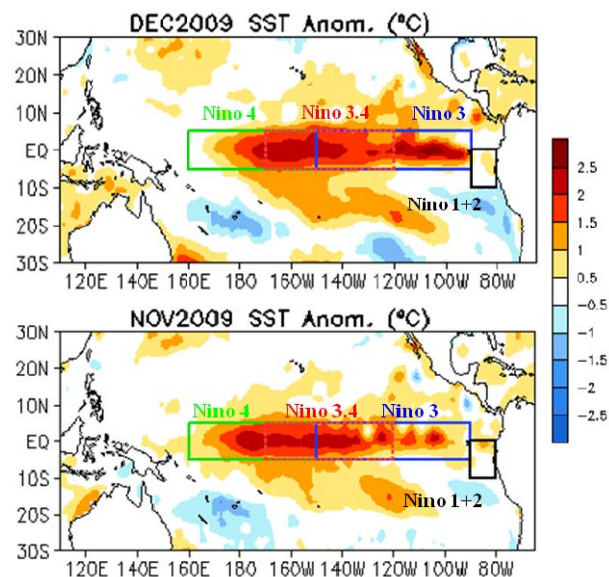 DEC2009 SST Anom. (ºC)
30N
20N
10N
EQ
10S
20S
30S
Nino 4
Nino 3.4
Nino 3
Nino 1+2
120E 140E 160E 180 160W 140W 120W 100W 80W
NOV2009 SST Anom. (ºC)
30N
20N
10N
EQ
10S
20S
30S
Nino 4
Nino 3.4
Nino 3
Nino 1+2
120E 140E 160E 180 160W 140W 120W 100W 80W
2.5
2
1.5
1
0.5
-0.5
-1
-1.5
-2
-2.5